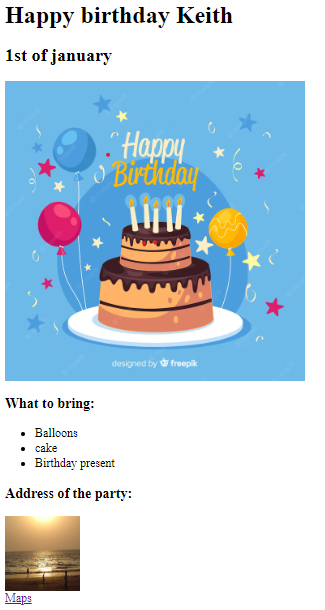 Happy birthday Keith
1st of january
Happy
Birthday
designed by freepik
What to bring:
Balloons
cake
Birthday present
Address of the party:
Maps